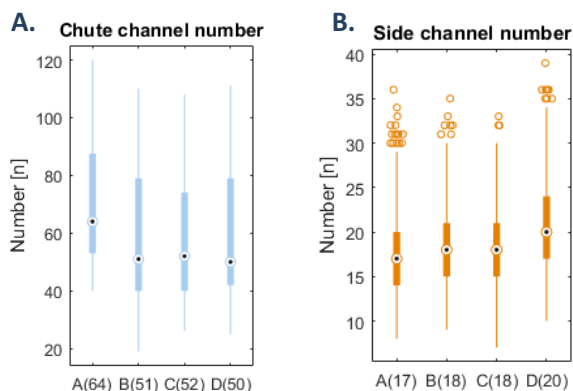 A.
Chute channel number
Number [n]
120
100
80
60
40
20
A(64) B(51) C(52) D(50)
B.
Side channel number
Number [n]
40
35
30
25
20
15
10
A(17) B(18) C(18) D(20)